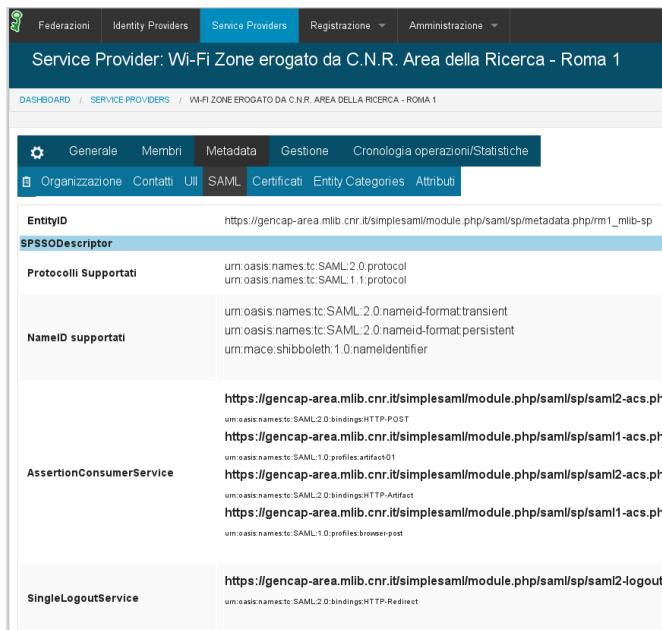 Federazioni Identity Providers Service Providers Registrazione Amministrazione
Service Provider: Wi-Fi Zone erogato da C.N.R. Area della Ricerca - Roma 1
DASHBOARD / SERVICE PROVIDERS / WI-FI ZONE EROGATO DA C.N.R. AREA DELLA RICERCA - ROMA 1
Generale Membri Metadata Gestione Cronologia operazioni/Statistiche
Organizzazione Contatti UII SAML Certificati Entity Categories Attributi
EntityID https://gencap-area.mlib.cnr.it/simplesaml/module.php/saml/sp/metadata.php/rm1_mlib-sp
SPSSODescriptor
Protocolli Supportati
urn:oasis:names:tc:SAML:2.0:protocol
urn:oasis:names:tc:SAML:1.1:protocol
NameID supportati
urn:oasis:names:tc:SAML:2.0:nameid-format:transient
urn:oasis:names:tc:SAML:2.0:nameid-format:persistent
urn:mace:shibboleth:1.0:nameIdentifier
AssertionConsumerService
https://gencap-area.mlib.cnr.it/simplesaml/module.php/saml/sp/saml2-acs.ph
urn:oasis:names:tc:SAML:2.0:bindings:HTTP-POST
https://gencap-area.mlib.cnr.it/simplesaml/module.php/saml/sp/saml1-acs.ph
urn:oasis:names:tc:SAML:1.0:profiles:artifact-01
https://gencap-area.mlib.cnr.it/simplesaml/module.php/saml/sp/saml2-acs.ph
urn:oasis:names:tc:SAML:2.0:bindings:HTTP-Artifact
https://gencap-area.mlib.cnr.it/simplesaml/module.php/saml/sp/saml1-acs.ph
urn:oasis:names:tc:SAML:1.0:profiles:browser-post
SingleLogoutService
https://gencap-area.mlib.cnr.it/simplesaml/module.php/saml/sp/saml2-logout
urn:oasis:names:tc:SAML:2.0:bindings:HTTP-Redirect